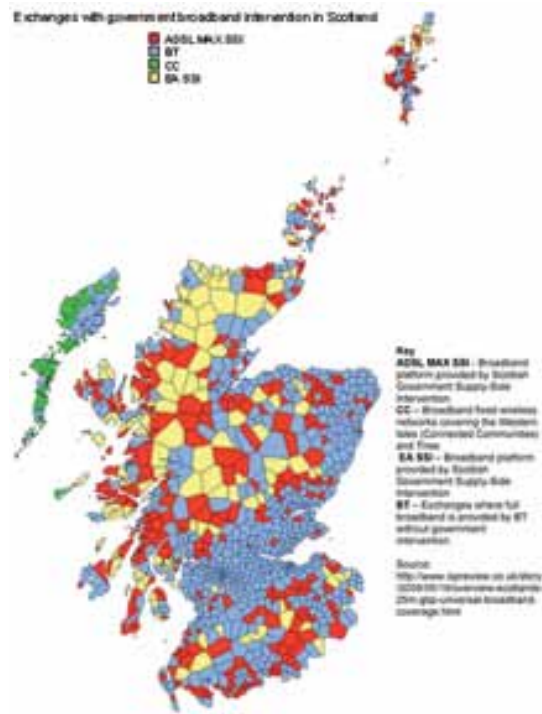 Exchanges with government broadband intervention in Scotland
ADSL MAX SSI
BT
CC
EA SSI
Key
ADSL MAX SSI - Broadband
platform provided by Scottish
Government Supply-Side
Intervention
CC – Broadband fixed wireless
networks covering the Western
Isles (Connected Communities)
and Tiree
EA SSI – Broadband platform
provided by Scottish
Government Supply-Side
Intervention
BT – Exchanges where full
broadband is provided by BT
without government
intervention
Source: